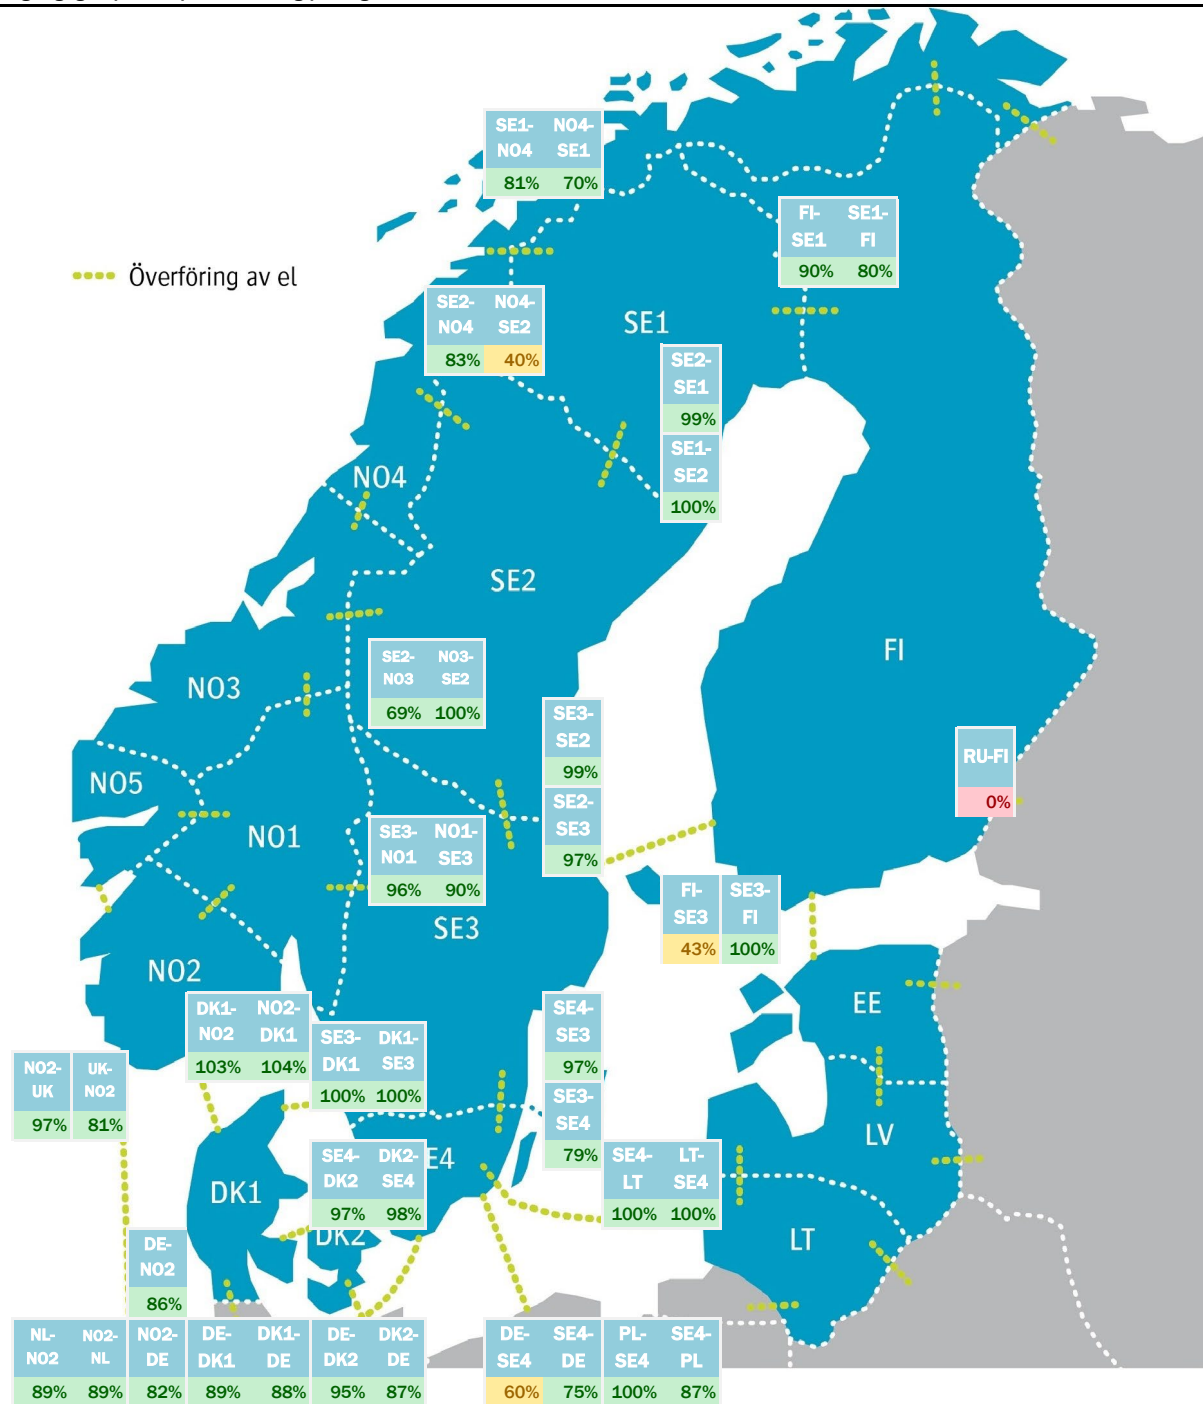 SE1- NO4-
NO4 SE1
81% 70%
FI- SE1-
SE1 FI
90% 80%
Överföring av el
SE2- NO4-
NO4 SE2
83% 40%
SE1
SE2-
SE1
99%
SE1-
SE2
100%
NO4
SE2
SE2- NO3-
NO3 SE2
69% 100%
FI
NO3
SE3-
SE2
99%
RU-FI
0%
NO5
SE2-
SE3
97%
NO1
SE3- NO1-
NO1 SE3
96% 90%
FI- SE3-
SE3 FI
43% 100%
SE3
NO2
EE
DK1- NO2-
NO2 DK1
103% 104%
SE4-
SE3
97%
SE3- DK1-
DK1 SE3
100% 100%
NO2- UK-
UK NO2
97% 81%
SE3-
SE4
79%
LV
SE4- DK2-
DK2 SE4
97% 98%
E4
SE4- LT-
LT SE4
100% 100%
DK1
DK2
LT
DE-
NO2
86%
NL- NO2- NO2- DE- DK1- DE- DK2-
NO2 NL DE DK1 DE DK2 DE
89% 89% 82% 89% 88% 95% 87%
DE- SE4- PL- SE4-
SE4 DE SE4 PL
60% 75% 100% 87%